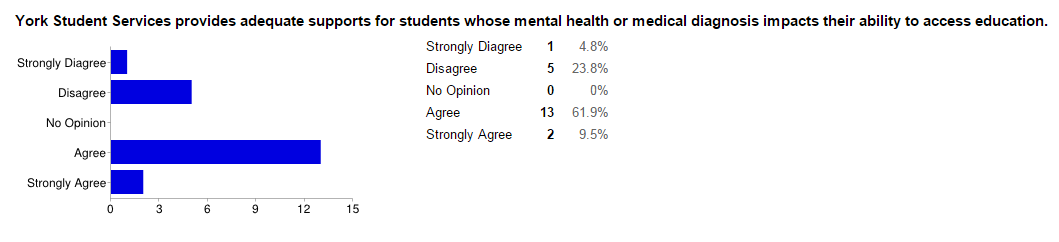 York Student Services provides adequate supports for students whose mental health or medical diagnosis impacts their ability to access education.
Strongly Diagree
Disagree
No Opinion
Agree
Strongly Agree
0 3 6 9 12 15
Strongly Diagree 1 4.8%
Disagree 5 23.8%
No Opinion 0 0%
Agree 13 61.9%
Strongly Agree 2 9.5%